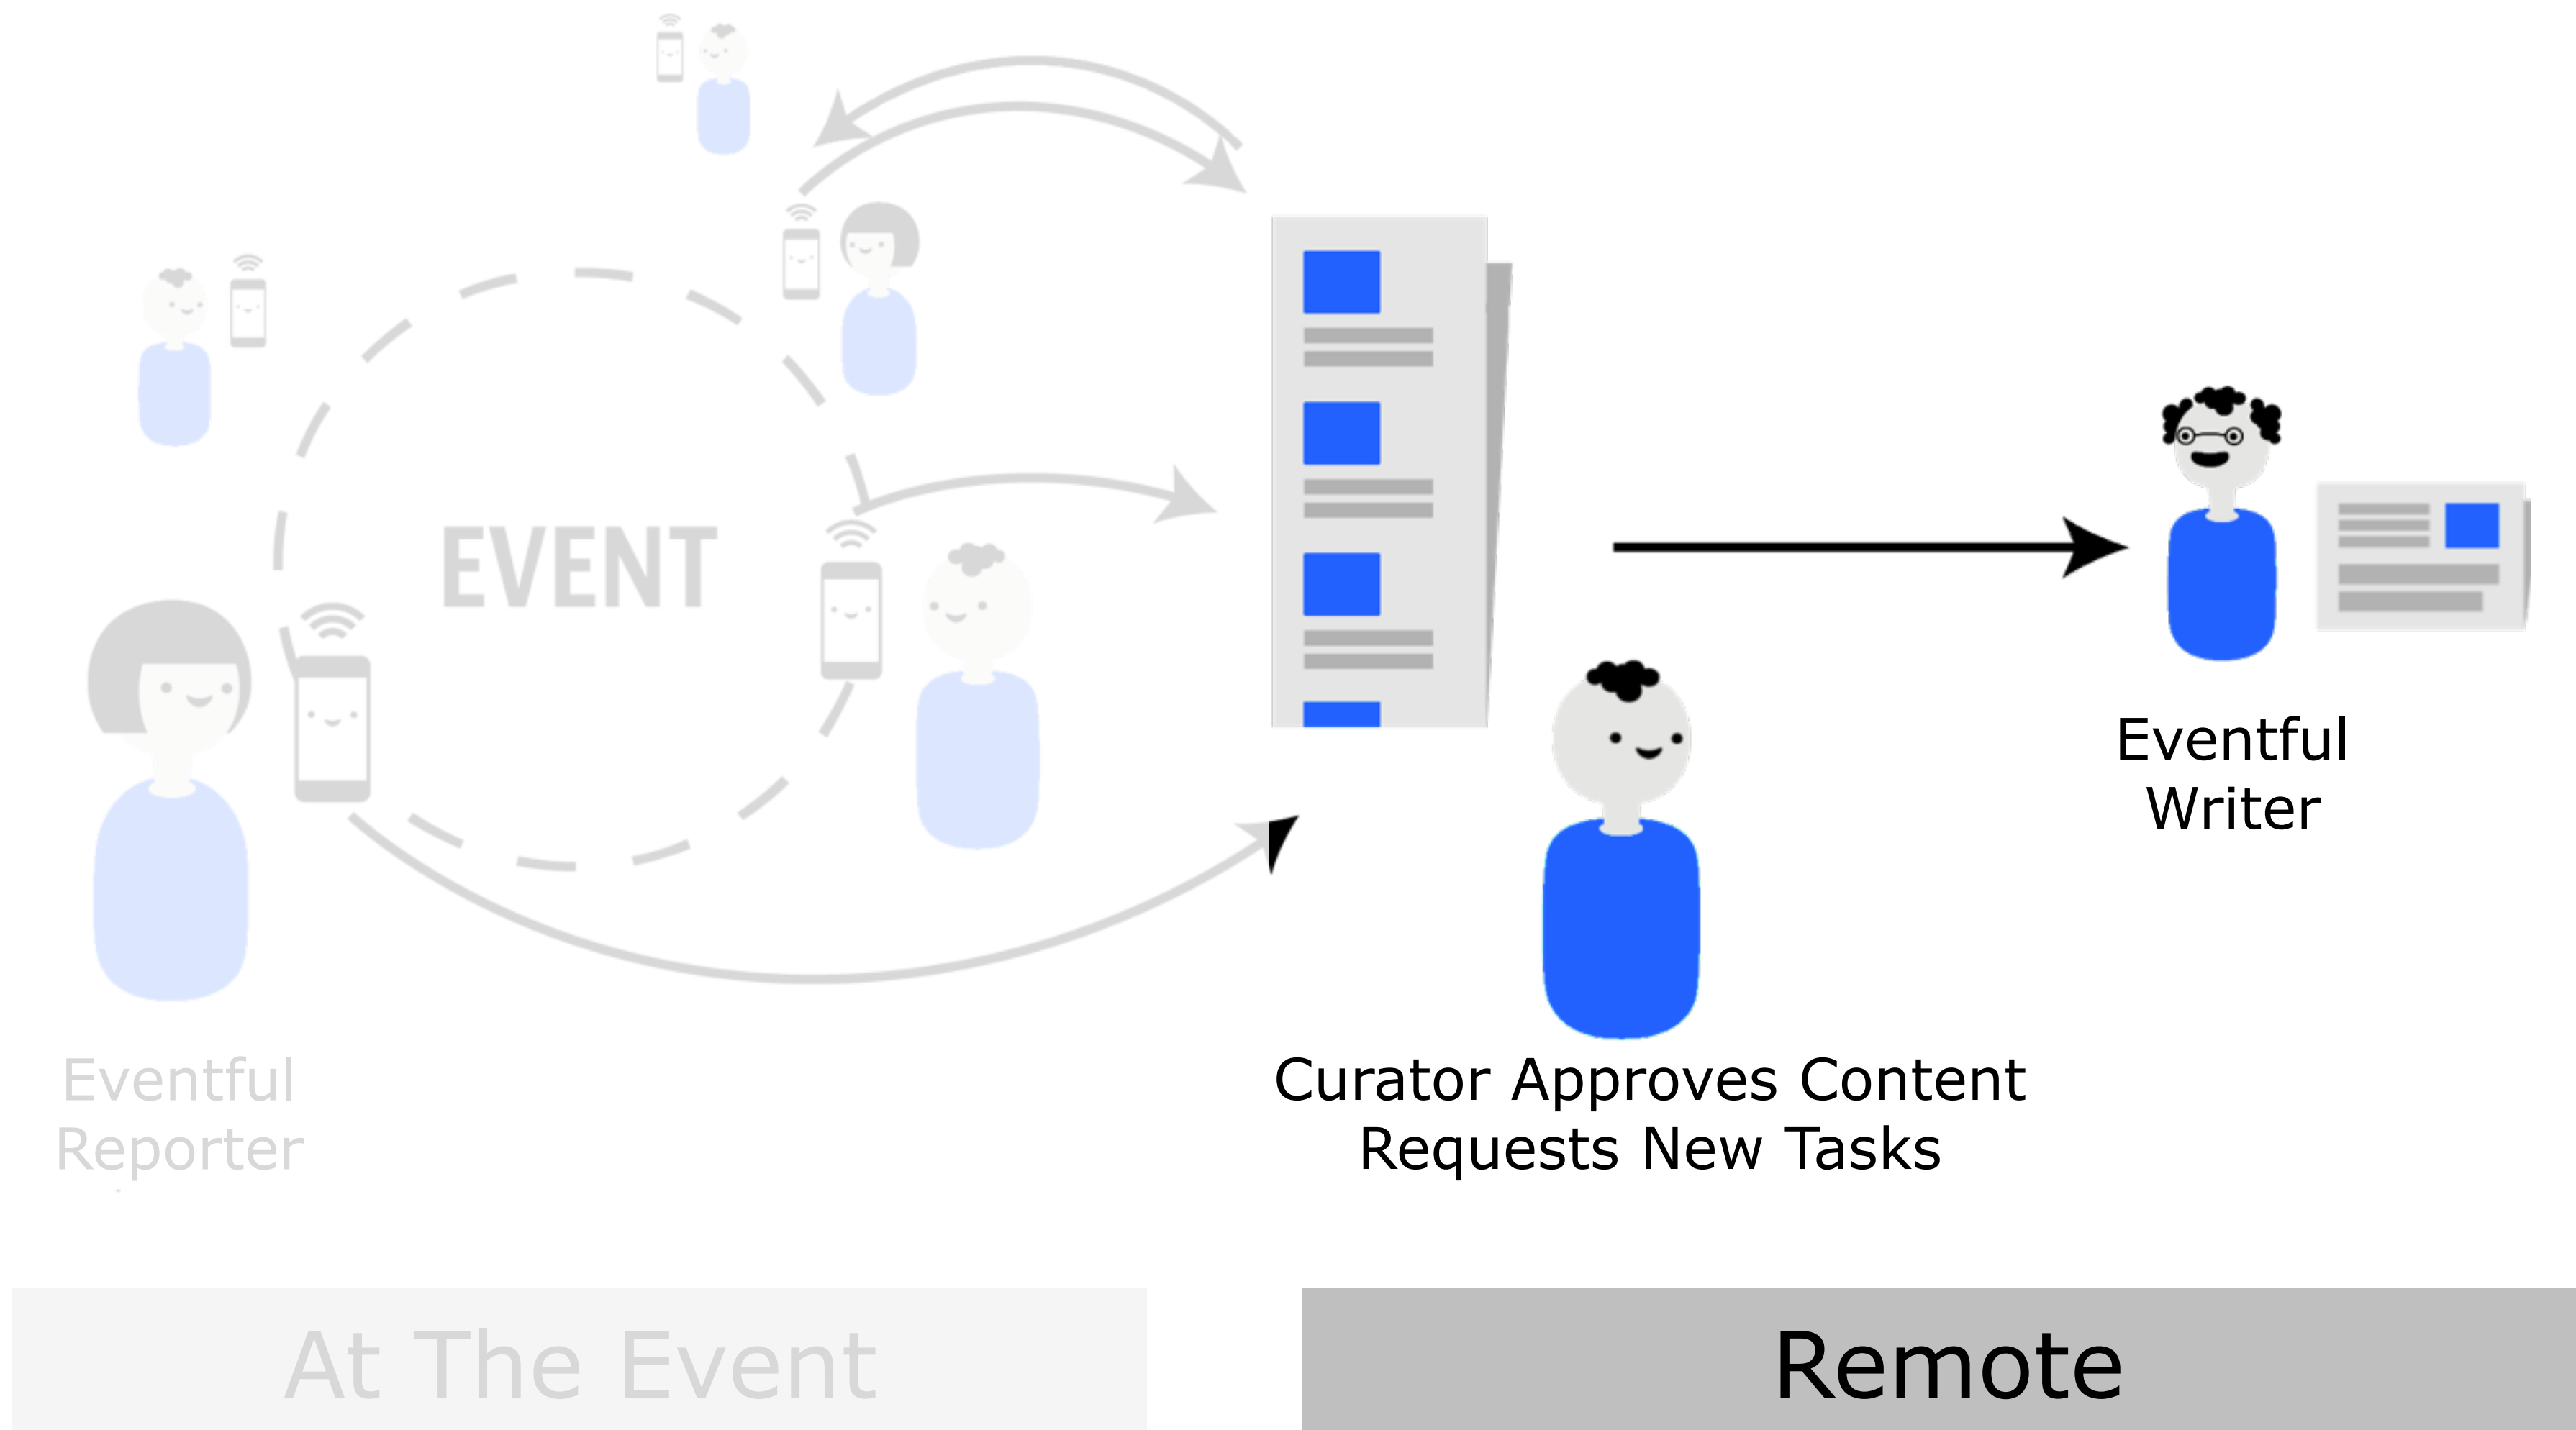 EVENT
Eventful
Writer
Eventful
Reporter
Curator Approves Content
Requests New Tasks
At The Event
Remote